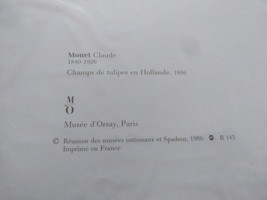 Monet Claude
1840-1926
Champs de tulipes en Hollande, 1886
M
O
Musée d'Orsay, Paris
© Réunion des musées nationaux et Spadem, 1986 R 145
Imprimé en France